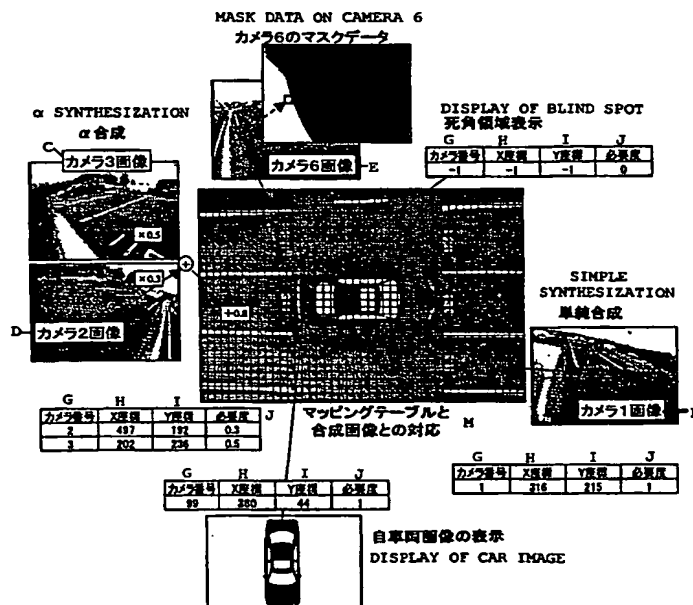 MASK DATA ON CAMERA 6
カメラ6のマスクデータ
α SYNTHESIZATION
α合成
C
カメラ3画像
×0.5
×0.3
D
カメラ2画像
カメラ6画像
E
DISPLAY OF BLIND SPOT
死角領域表示
G H I J
カメラ番号 X座標 Y座標 必要度
-1 -1 -1 0
SIMPLE
SYNTHESIZATION
単純合成
カメラ1画像
G H I J
カメラ番号 X座標 Y座標 必要度
2 497 192 0.3
3 202 236 0.5
マッピングテーブルと
合成画像との対応
M
G H I J
カメラ番号 X座標 Y座標 必要度
1 316 215 1
G H I J
カメラ番号 X座標 Y座標 必要度
99 380 44 1
自車両画像の表示
DISPLAY OF CAR IMAGE